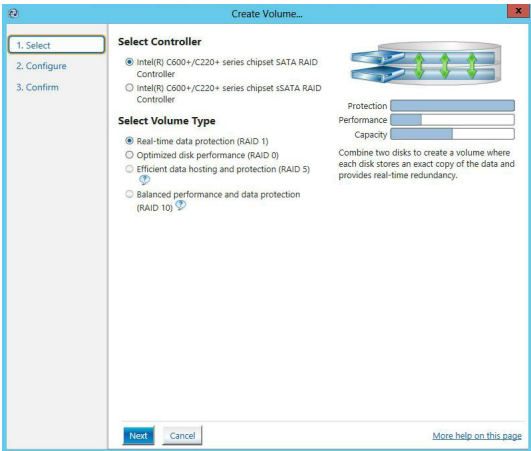 Create Volume...
x
1. Select
2. Configure
3. Confirm
Select Controller
Intel(R) C600+/C220+ series chipset SATA RAID
Controller
Intel(R) C600+/C220+ series chipset sSATA RAID
Controller
Select Volume Type
Real-time data protection (RAID 1)
Optimized disk performance (RAID 0)
Efficient data hosting and protection (RAID 5)
?
Balanced performance and data protection
(RAID 10) ?
Protection
Performance
Capacity
Combine two disks to create a volume where
each disk stores an exact copy of the data and
provides real-time redundancy.
Next
Cancel
More help on this page